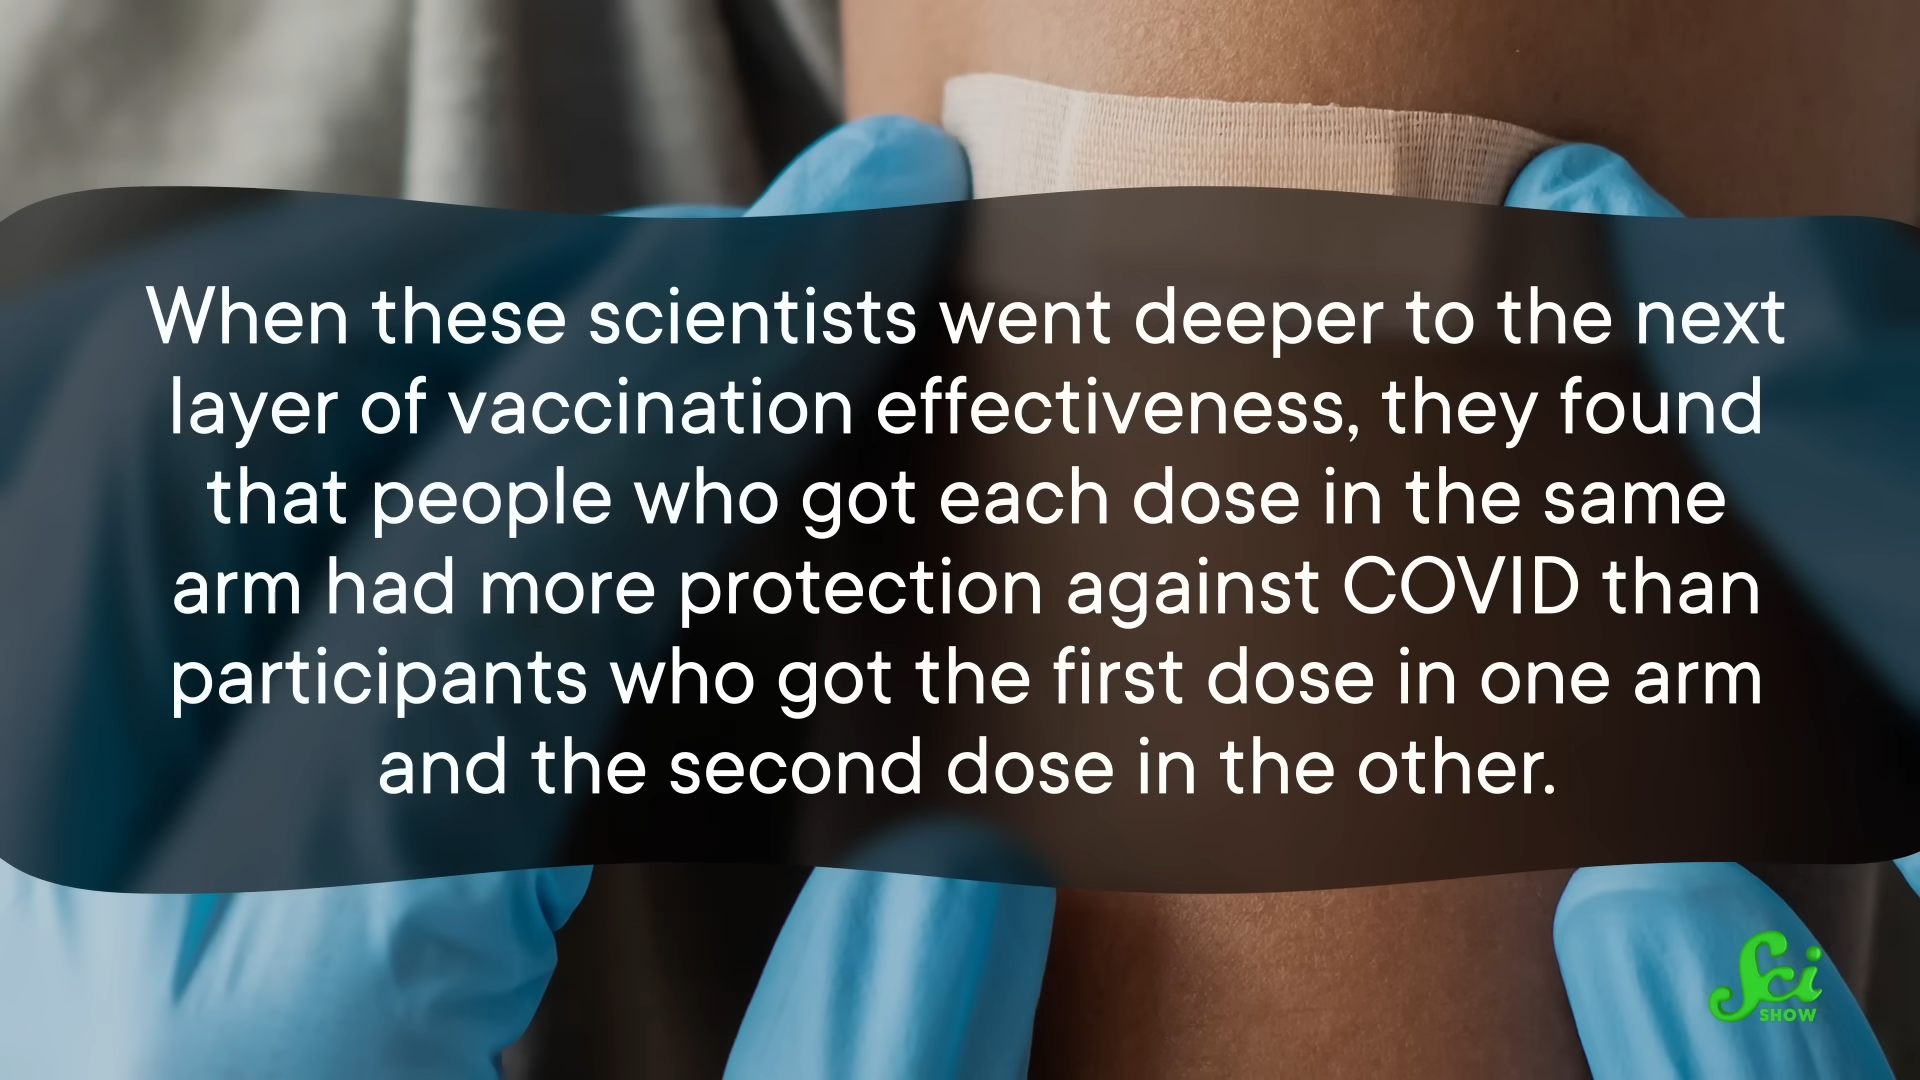 When these scientists went deeper to the next
layer of vaccination effectiveness, they found
that people who got each dose in the same
arm had more protection against COVID than
participants who got the first dose in one arm
and the second dose in the other.
Sci
SHOW